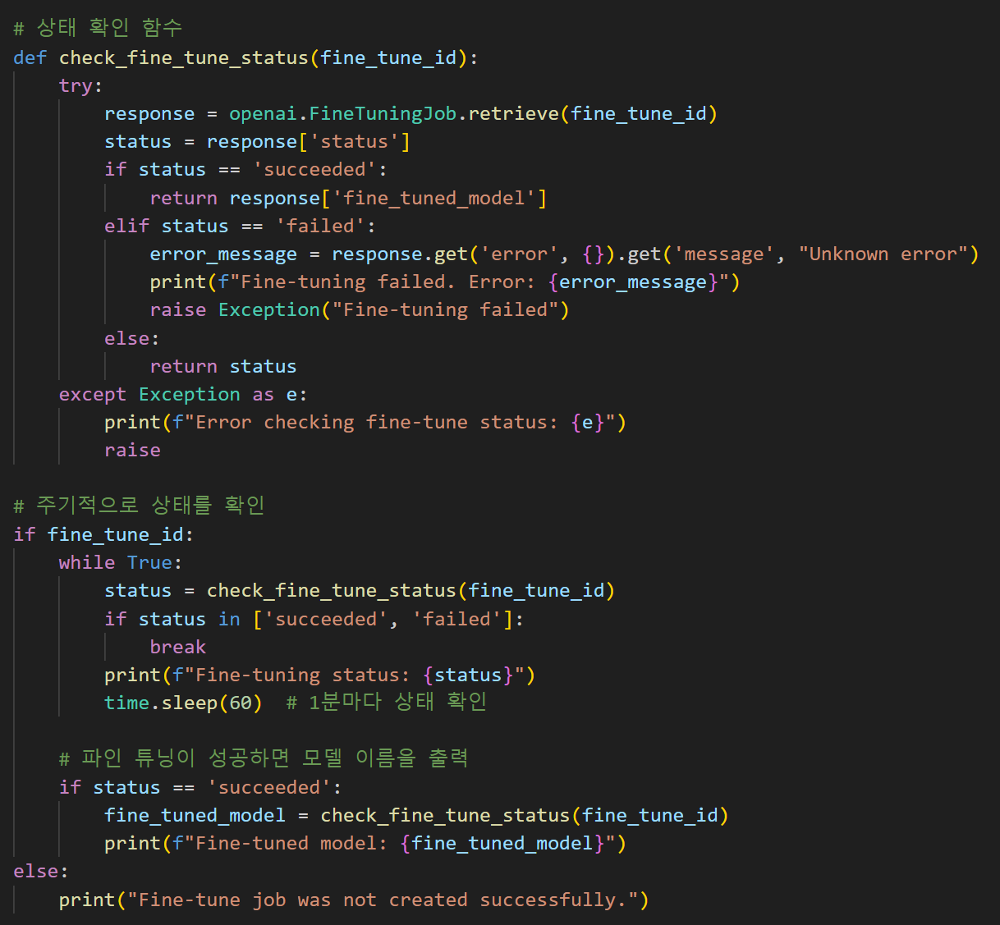 # 상태 확인 함수
def check_fine_tune_status(fine_tune_id):
    try:
        response = openai.FineTuningJob.retrieve(fine_tune_id)
        status = response['status']
        if status == 'succeeded':
            return response['fine_tuned_model']
        elif status == 'failed':
            error_message = response.get('error', {}).get('message', "Unknown error")
            print(f"Fine-tuning failed. Error: {error_message}")
            raise Exception("Fine-tuning failed")
        else:
            return status
    except Exception as e:
        print(f"Error checking fine-tune status: {e}")
        raise

# 주기적으로 상태를 확인
if fine_tune_id:
    while True:
        status = check_fine_tune_status(fine_tune_id)
        if status in ['succeeded', 'failed']:
            break
        print(f"Fine-tuning status: {status}")
        time.sleep(60)  # 1분마다 상태 확인

    # 파인 튜닝이 성공하면 모델 이름을 출력
    if status == 'succeeded':
        fine_tuned_model = check_fine_tune_status(fine_tune_id)
        print(f"Fine-tuned model: {fine_tuned_model}")
else:
    print("Fine-tune job was not created successfully.")